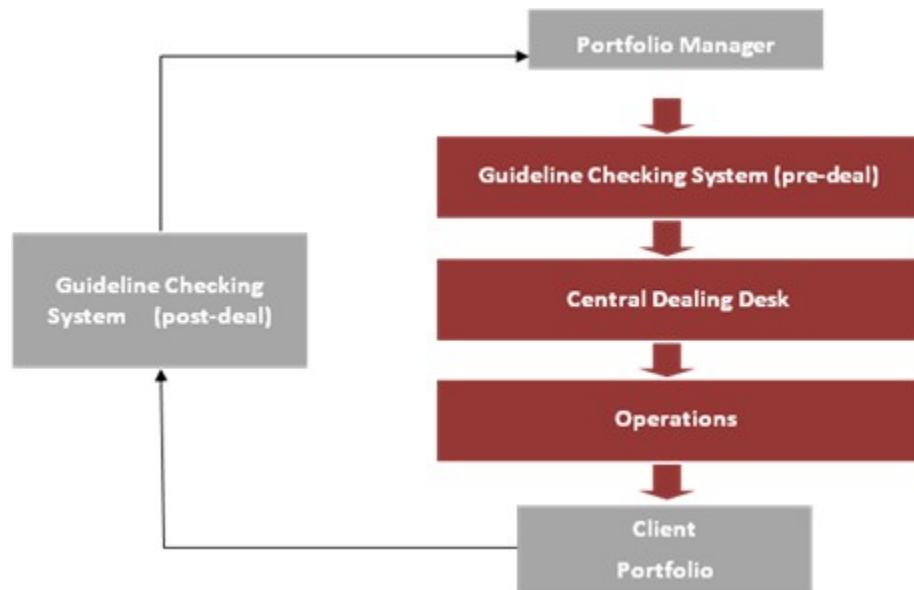 Portfolio Manager
Guideline Checking System (pre-deal)
Central Dealing Desk
Operations
Client
Portfolio
Guideline Checking
System (post-deal)